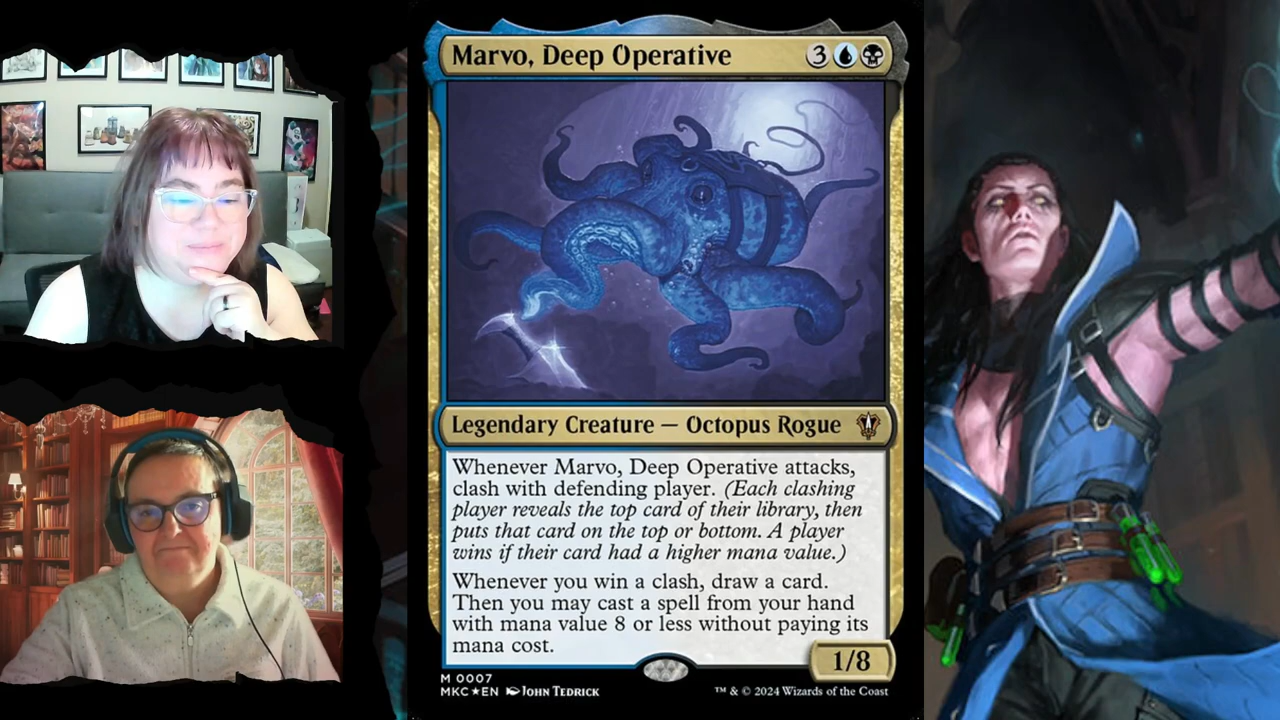 Marvo, Deep Operative 3
Legendary Creature — Octopus Rogue
Whenever Marvo, Deep Operative attacks,
clash with defending player. (Each clashing
player reveals the top card of their library, then
puts that card on the top or bottom. A player
wins if their card had a higher mana value.)
Whenever you win a clash, draw a card.
Then you may cast a spell from your hand
with mana value 8 or less without paying its
mana cost.
1/8
M 0007
MKC★EN John Tedrick
™ & © 2024 Wizards of the Coast